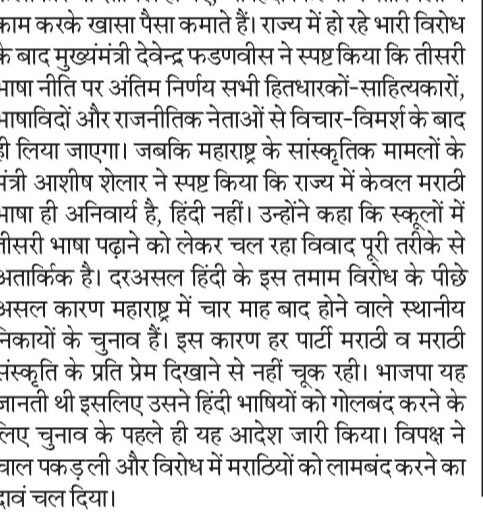 काम करके खासा पैसा कमाते हैं। राज्य में हो रहे भारी विरोध
के बाद मुख्यमंत्री देवेन्द्र फडणवीस ने स्पष्ट किया कि तीसरी
भाषा नीति पर अंतिम निर्णय सभी हितधारकों-साहित्यकारों,
भाषाविदों और राजनीतिक नेताओं से विचार-विमर्श के बाद
ही लिया जाएगा। जबकि महाराष्ट्र के सांस्कृतिक मामलों के
मंत्री आशीष शेलार ने स्पष्ट किया कि राज्य में केवल मराठी
भाषा ही अनिवार्य है, हिंदी नहीं। उन्होंने कहा कि स्कूलों में
तीसरी भाषा पढ़ाने को लेकर चल रहा विवाद पूरी तरीके से
अतार्किक है। दरअसल हिंदी के इस तमाम विरोध के पीछे
असल कारण महाराष्ट्र में चार माह बाद होने वाले स्थानीय
निकायों के चुनाव हैं। इस कारण हर पार्टी मराठी व मराठी
संस्कृति के प्रति प्रेम दिखाने से नहीं चूक रही। भाजपा यह
जानती थी इसलिए उसने हिंदी भाषियों को गोलबंद करने के
लिए चुनाव के पहले ही यह आदेश जारी किया। विपक्ष ने
चाल पकड़ ली और विरोध में मराठियों को लामबंद करने का
दावं चल दिया।